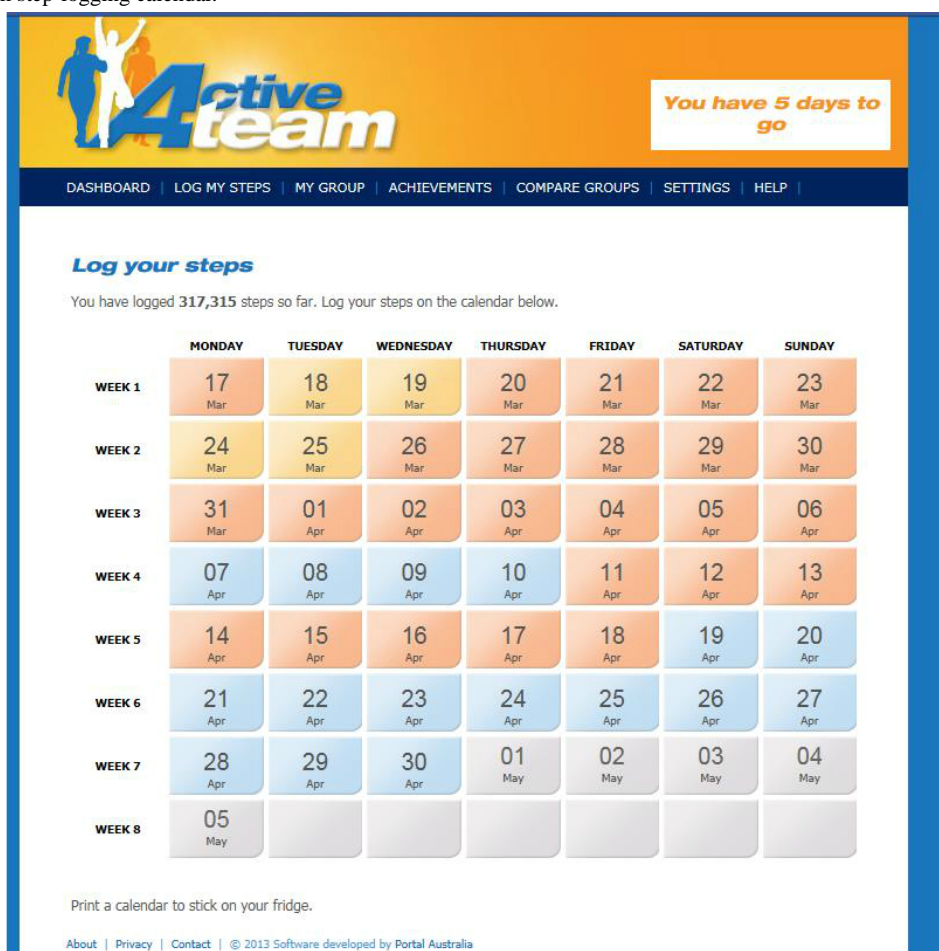 step-logging calendar.
Active
team
You have 5 days to
go
DASHBOARD | LOG MY STEPS | MY GROUP | ACHIEVEMENTS | COMPARE GROUPS | SETTINGS | HELP |
Log your steps
You have logged 317,315 steps so far. Log your steps on the calendar below.
MONDAY TUESDAY WEDNESDAY THURSDAY FRIDAY SATURDAY SUNDAY
WEEK 1 17 18 19 20 21 22 23
Mar Mar Mar Mar Mar Mar Mar
WEEK 2 24 25 26 27 28 29 30
Mar Mar Mar Mar Mar Mar Mar
WEEK 3 31 01 02 03 04 05 06
Mar Apr Apr Apr Apr Apr Apr
WEEK 4 07 08 09 10 11 12 13
Apr Apr Apr Apr Apr Apr Apr
WEEK 5 14 15 16 17 18 19 20
Apr Apr Apr Apr Apr Apr Apr
WEEK 6 21 22 23 24 25 26 27
Apr Apr Apr Apr Apr Apr Apr
WEEK 7 28 29 30 01 02 03 04
Apr Apr Apr May May May May
WEEK 8 05
May
Print a calendar to stick on your fridge.
About | Privacy | Contact | © 2013 Software developed by Portal Australia